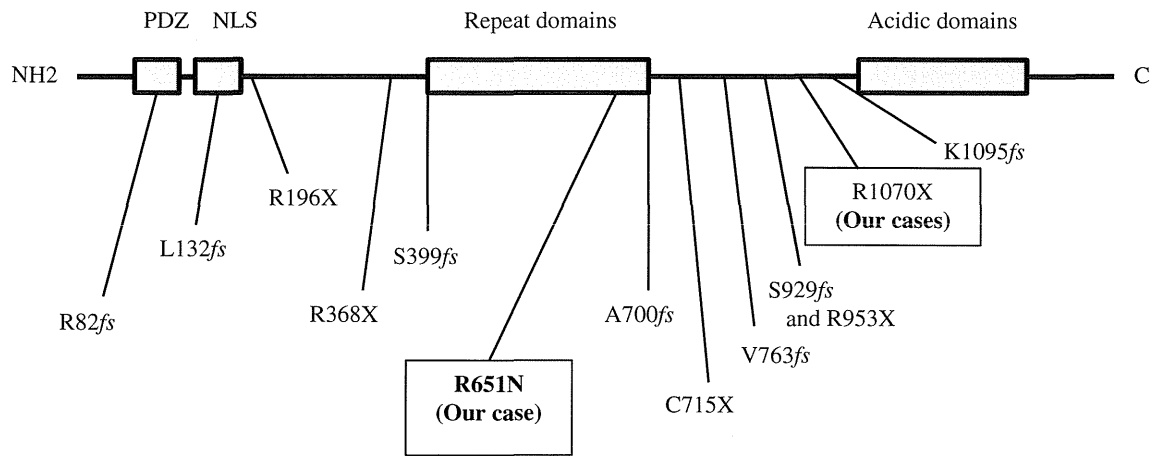 PDZ NLS Repeat domains Acidic domains
NH2 C
K1095fs
R196X
R1070X
(Our cases)
L132fs
S399fs
S929fs
and R953X
R82fs
R368X
A700fs
V763fs
R651N
(Our case)
C715X